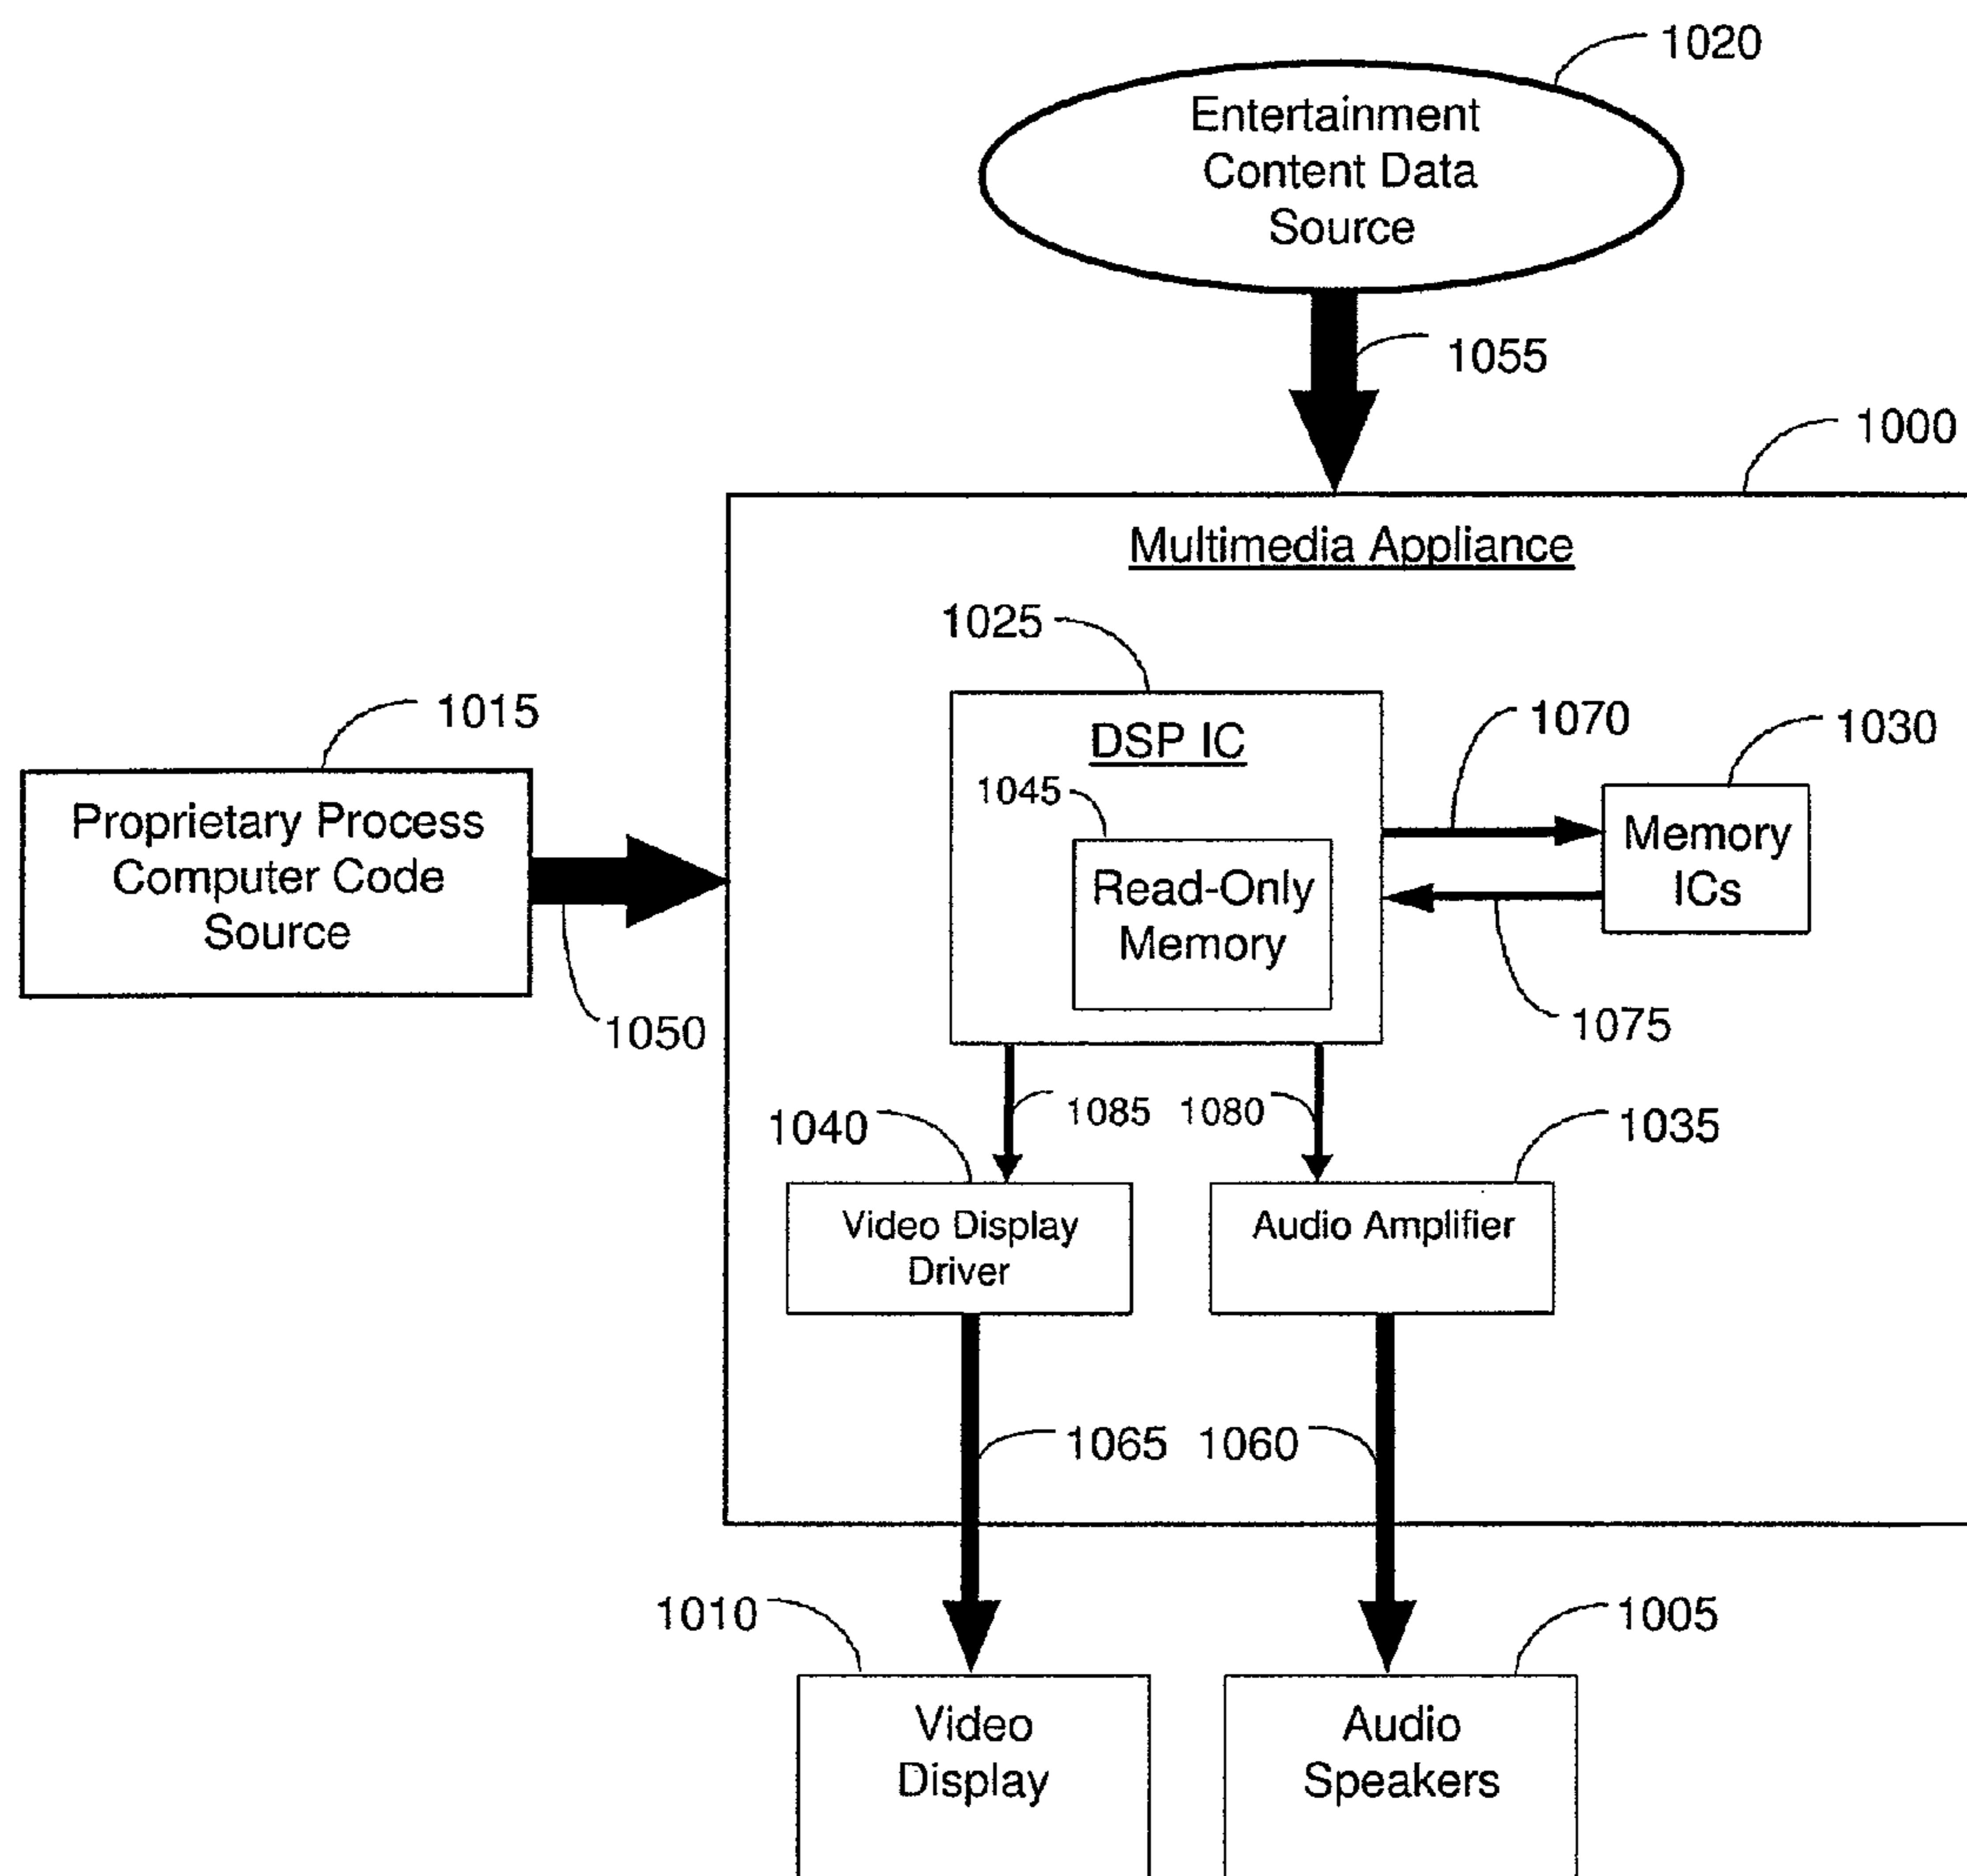 1020
Entertainment
Content Data
Source
1055
1000
Multimedia Appliance
1025
1015
DSP IC
1070
1030
1045
Proprietary Process
Computer Code
Source
Read-Only
Memory
Memory
ICs
1050
1075
1085 1080
1040
1035
Video Display
Driver
Audio Amplifier
1065 1060
1010
1005
Video
Display
Audio
Speakers